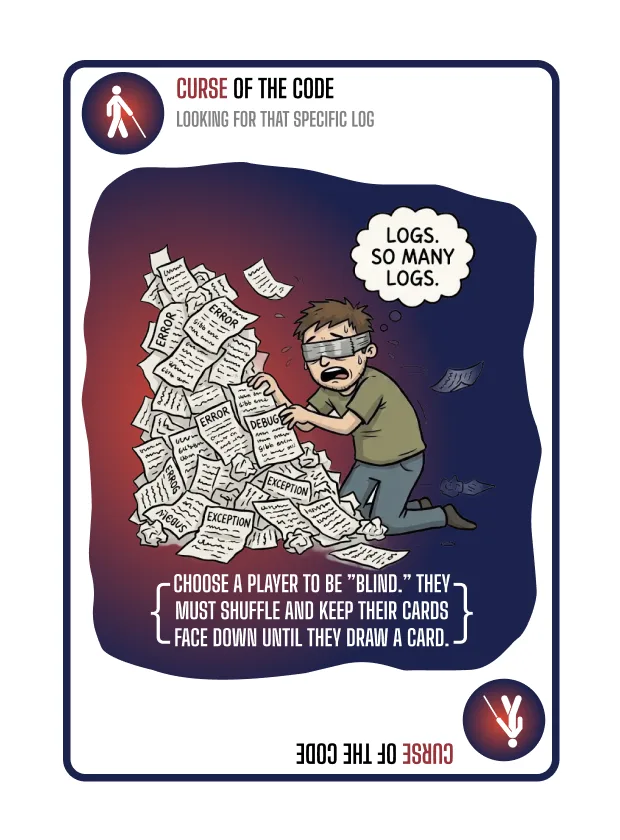 CURSE OF THE CODE
LOOKING FOR THAT SPECIFIC LOG
LOGS.
SO MANY
LOGS.
ERROR
ERROR
ERROR
DEBUG
ERROR
EXCEPTION
EXCEPTION
CHOOSE A PLAYER TO BE ”BLIND.” THEY
MUST SHUFFLE AND KEEP THEIR CARDS
FACE DOWN UNTIL THEY DRAW A CARD.
CURSE OF THE CODE